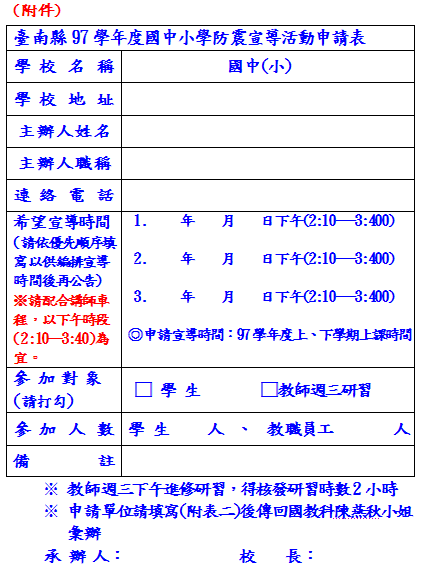 (附件)
臺南縣97學年度國中小學防震宣導活動申請表
學校名稱 國中(小)
學校地址
主辦人姓名
主辦人職稱
連絡電話
希望宣導時間
(請依優先順序填
寫以供編排宣導
時間後再公告)
※請配合講師車
程，以下午時段
(2:10—3:40)為
宜。
1. 年 月 日下午(2:10—3:400)
2. 年 月 日下午(2:10—3:400)
3. 年 月 日下午(2:10—3:400)
◎申請宣導時間：97學年度上、下學期上課時間
參加對象
(請打勾)
□ 學生 □教師週三研習
參加人數 學生 人、教職員工 人
備註
※ 教師週三下午進修研習，得核發研習時數2小時
※ 申請單位請填寫(附表二)後傳回國教科陳燕秋小姐
彙辦
承辦人： 校長：